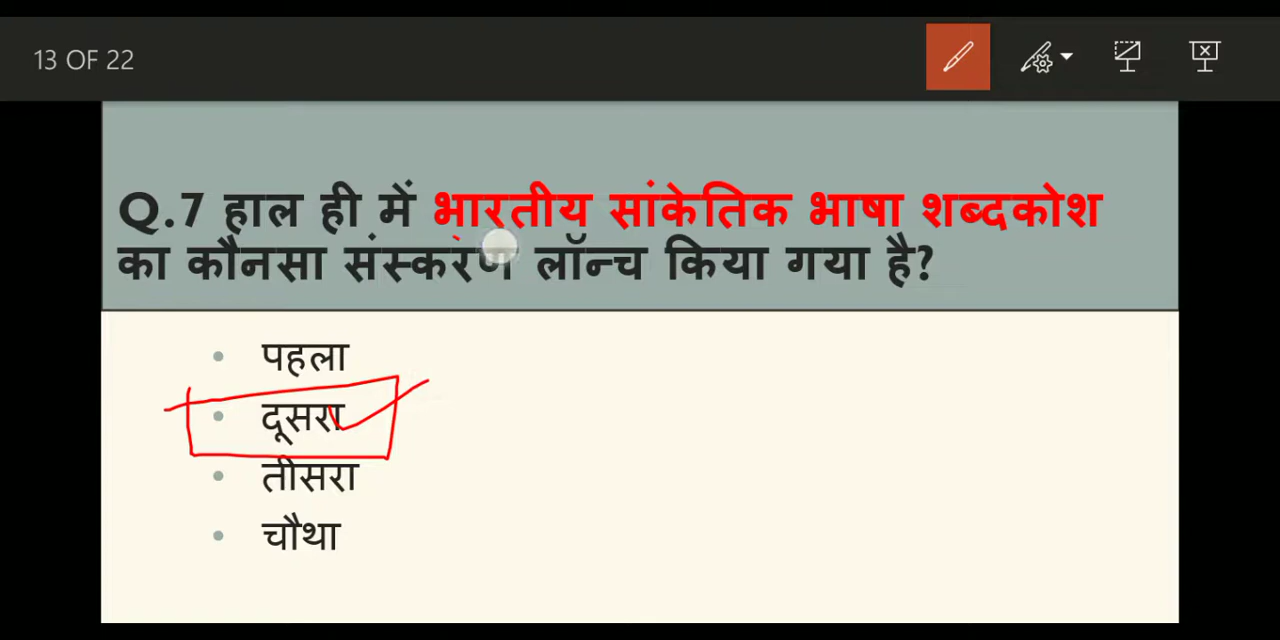 13 OF 22
Q.7 हाल ही में भारतीय सांकेतिक भाषा शब्दकोश
का कौनसा संस्करण लॉन्च किया गया है?
• पहला
• दूसरा
• तीसरा
• चौथा